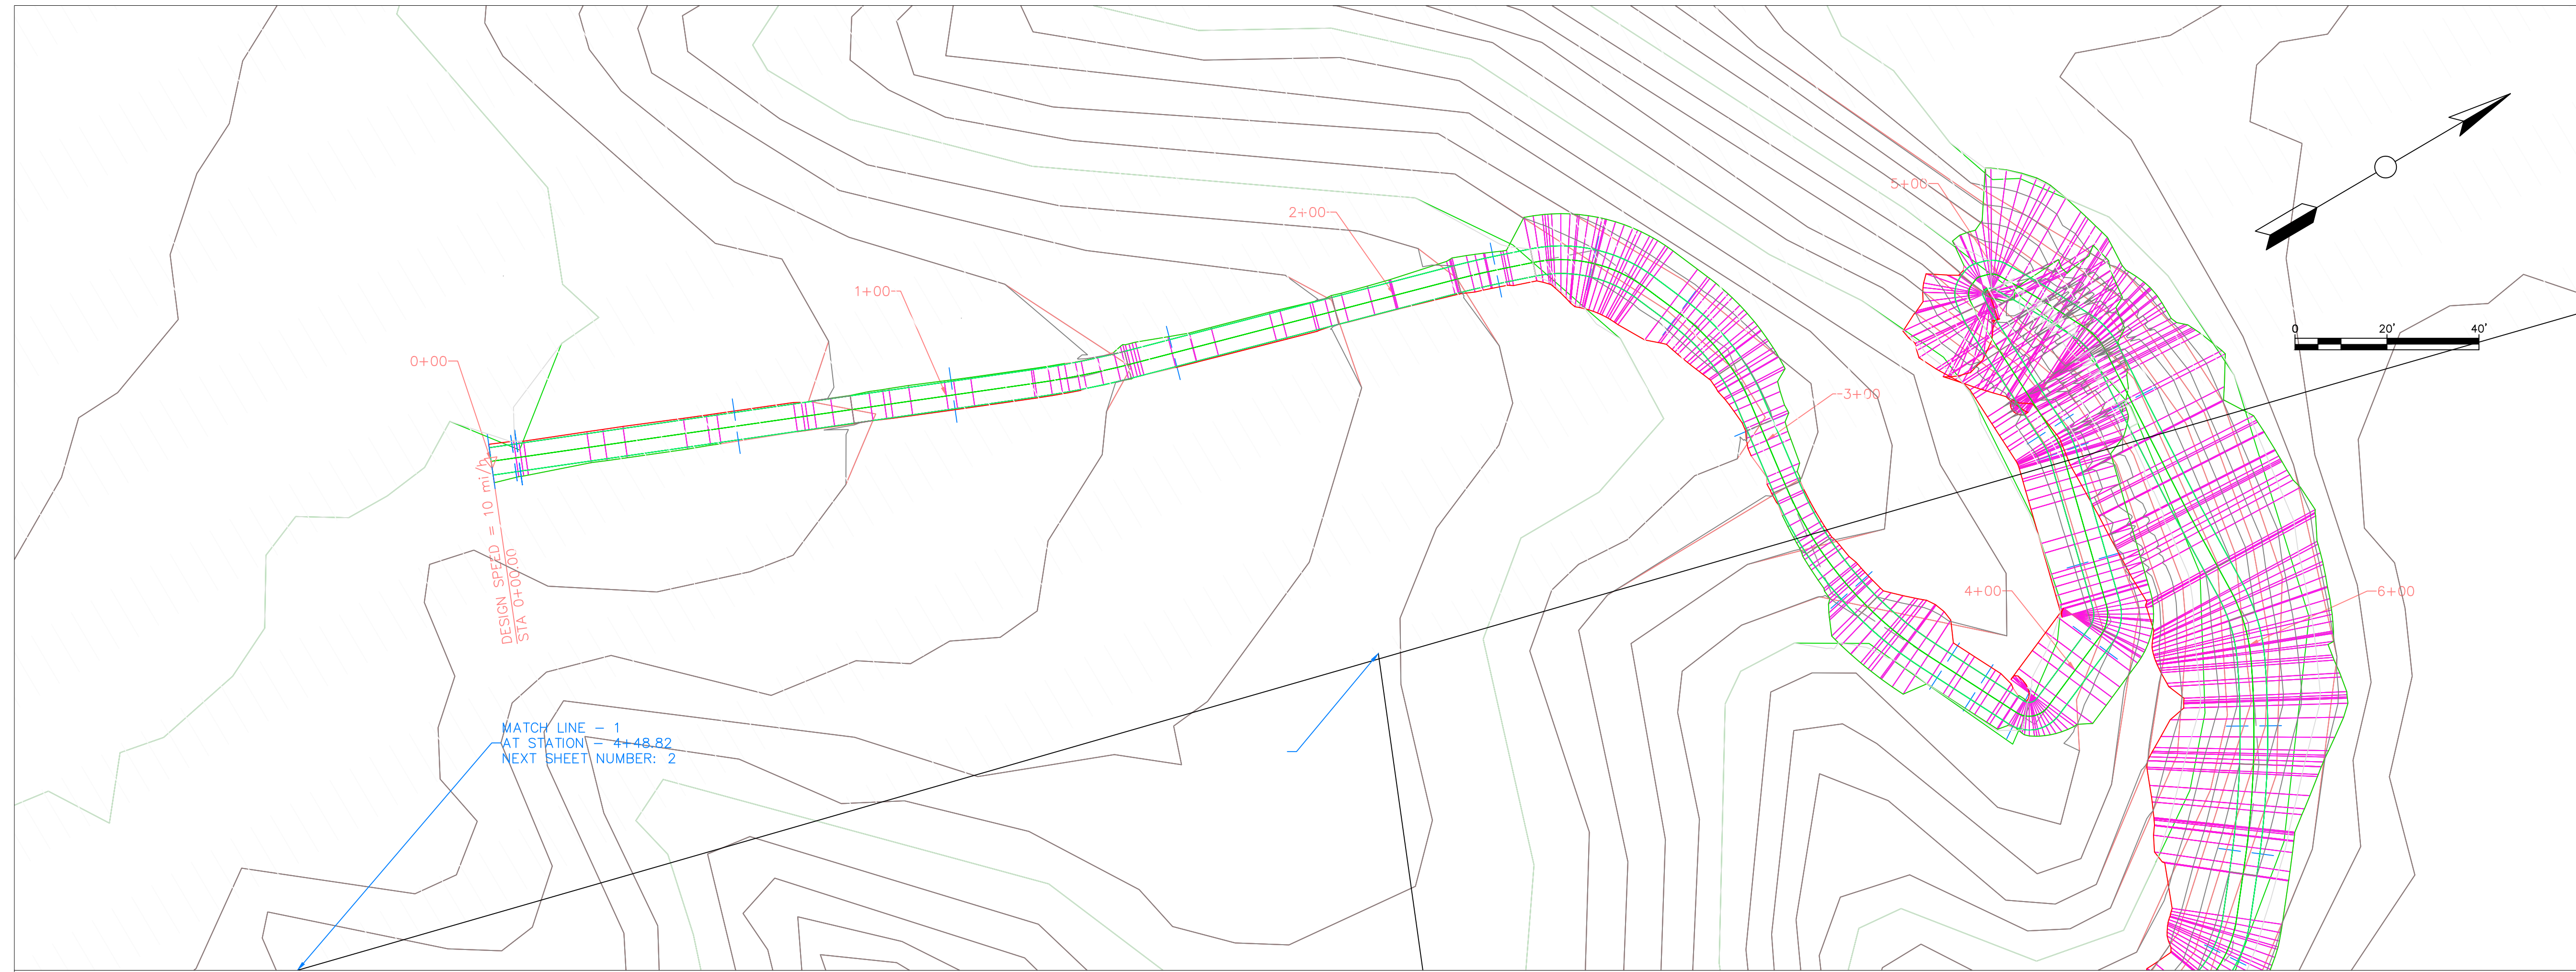 5+00
2+00
1+00
0+00
0 20' 40'
3+00
DESIGN SPEED = 10 mi/h
STA 0+00.00
4+00
6+00
MATCH LINE – 1
AT STATION – 4+48.82
NEXT SHEET NUMBER: 2